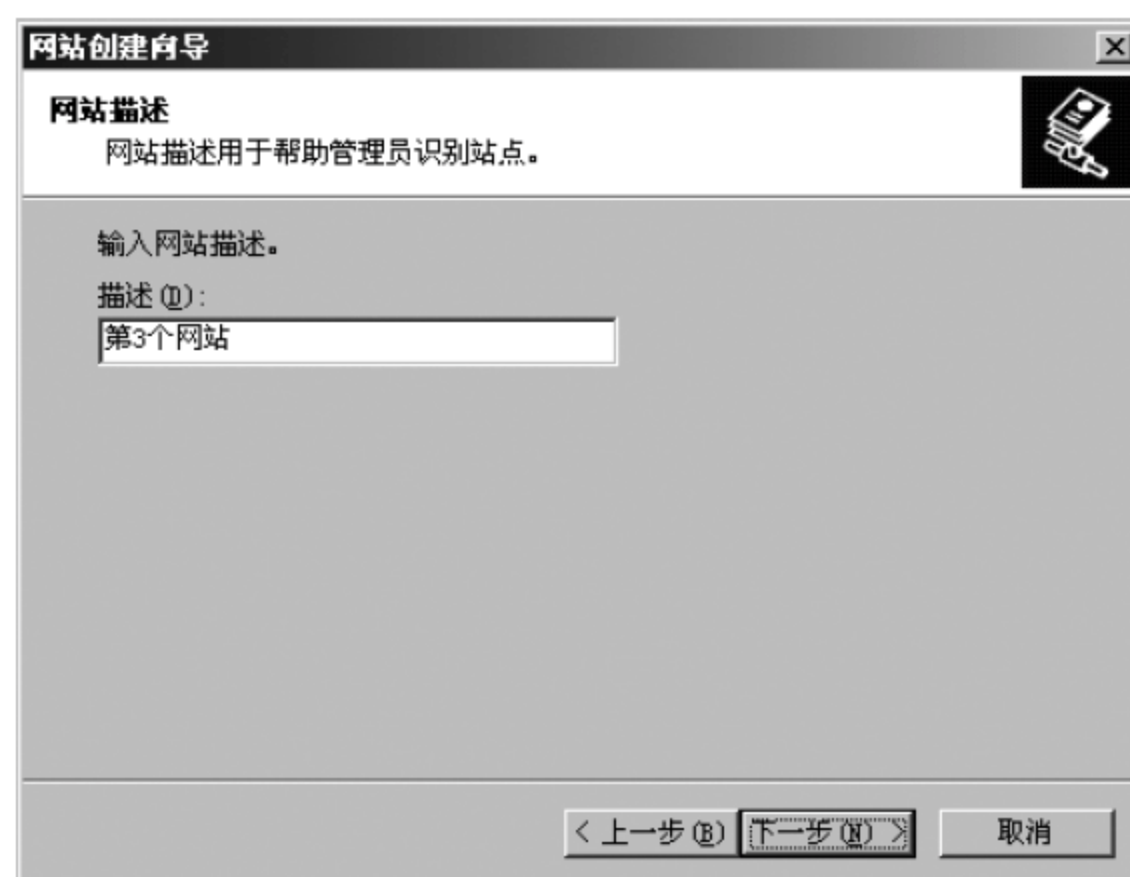 网站创建向导
网站描述
网站描述用于帮助管理员识别站点。
输入网站描述。
描述(D):
第3个网站
< 上一步(B) 下一步(N) > 取消